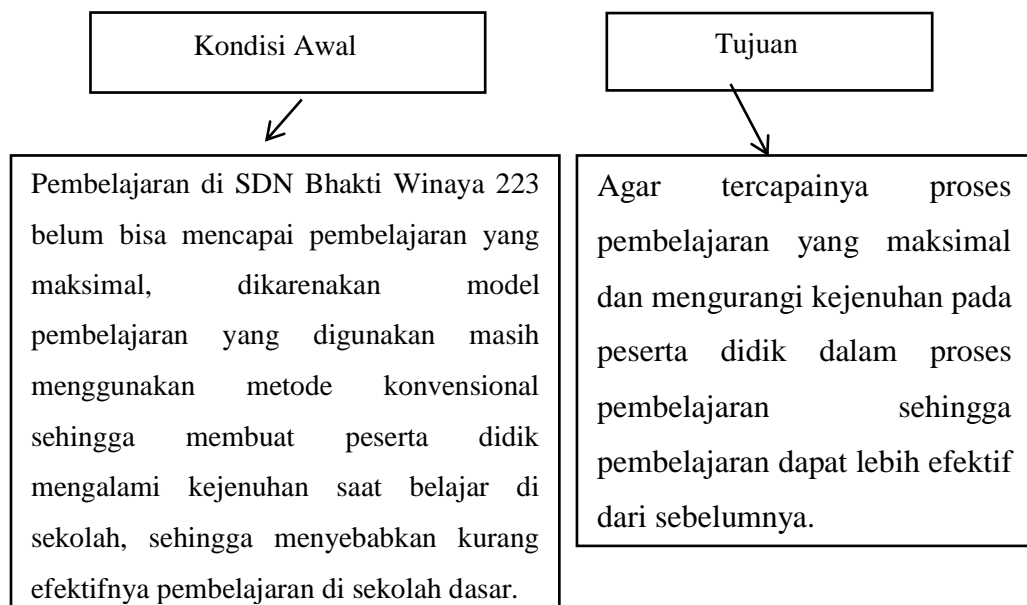 Kondisi Awal
Tujuan
Pembelajaran di SDN Bhakti Winaya 223
belum bisa mencapai pembelajaran yang
maksimal, dikarenakan model
pembelajaran yang digunakan masih
menggunakan metode konvensional
sehingga membuat peserta didik
mengalami kejenuhan saat belajar di
sekolah, sehingga menyebabkan kurang
efektifnya pembelajaran di sekolah dasar.
Agar tercapainya proses
pembelajaran yang maksimal
dan mengurangi kejenuhan pada
peserta didik dalam proses
pembelajaran sehingga
pembelajaran dapat lebih efektif
dari sebelumnya.